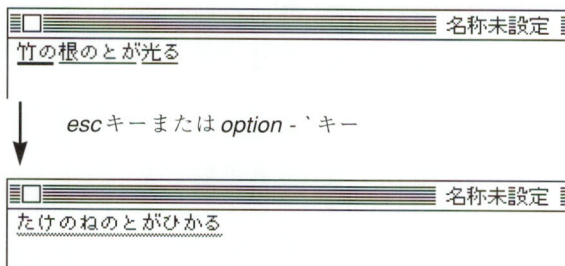 名称未設定
竹の根のとが光る
escキーまたはoption - `キー
名称未設定
たけのねのとがひかる